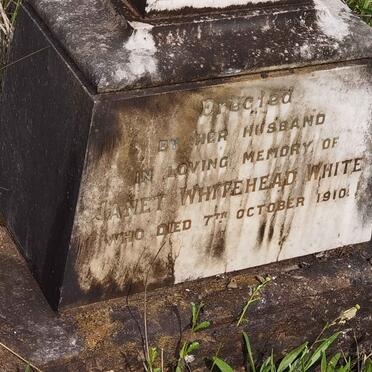 Erected
BY HER HUSBAND
IN LOVING MEMORY OF
JANET WHITEHEAD WHITE
WHO DIED 7TH OCTOBER 1910.